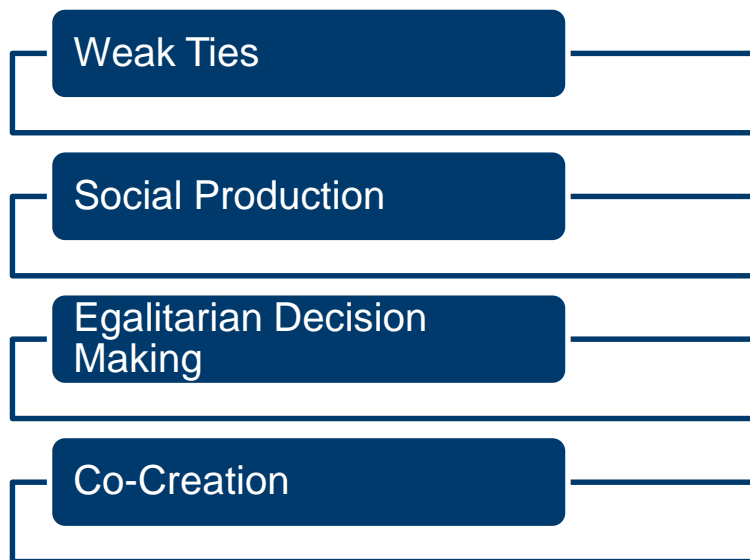 Weak Ties
Social Production
Egalitarian Decision
Making
Co-Creation